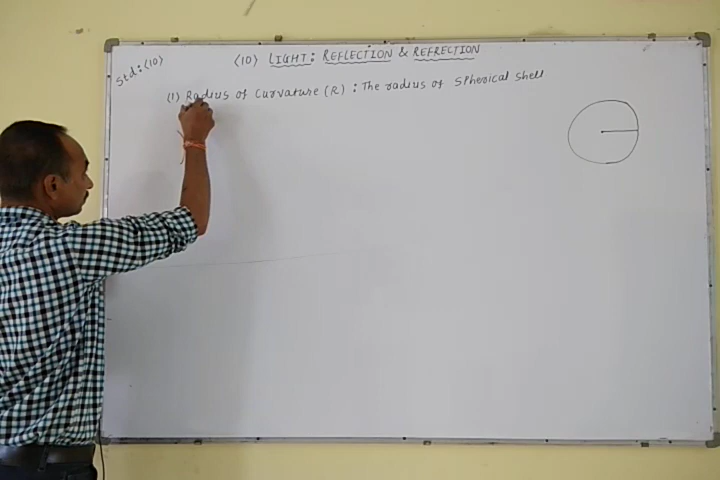 Std:(10)
(10) LIGHT: REFLECTION & REFRECTION
(1) Radius of Curvature (R) : The radius of spherical shell